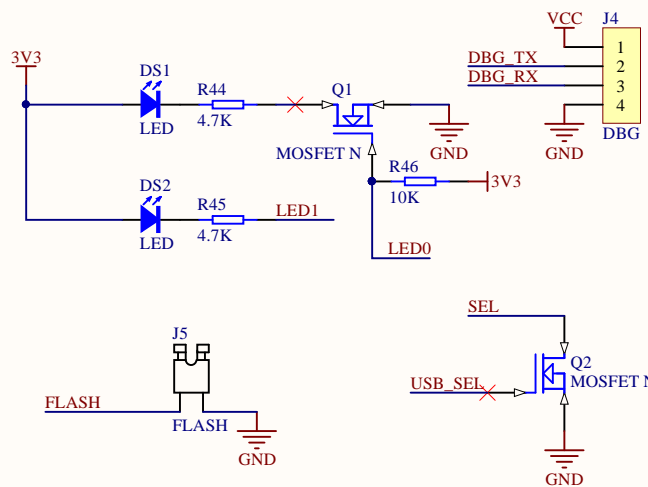 VCC
J4
3V3
DS1
R44
Q1
1
DBG_TX
2
DBG_RX
3
4
LED
4.7K
GND
GND
DBG
MOSFET N
R46
3V3
10K
DS2
R45
LED1
LED
4.7K
LED0
SEL
J5
Q2
USB_SEL
MOSFET N
FLASH
FLASH
GND
GND